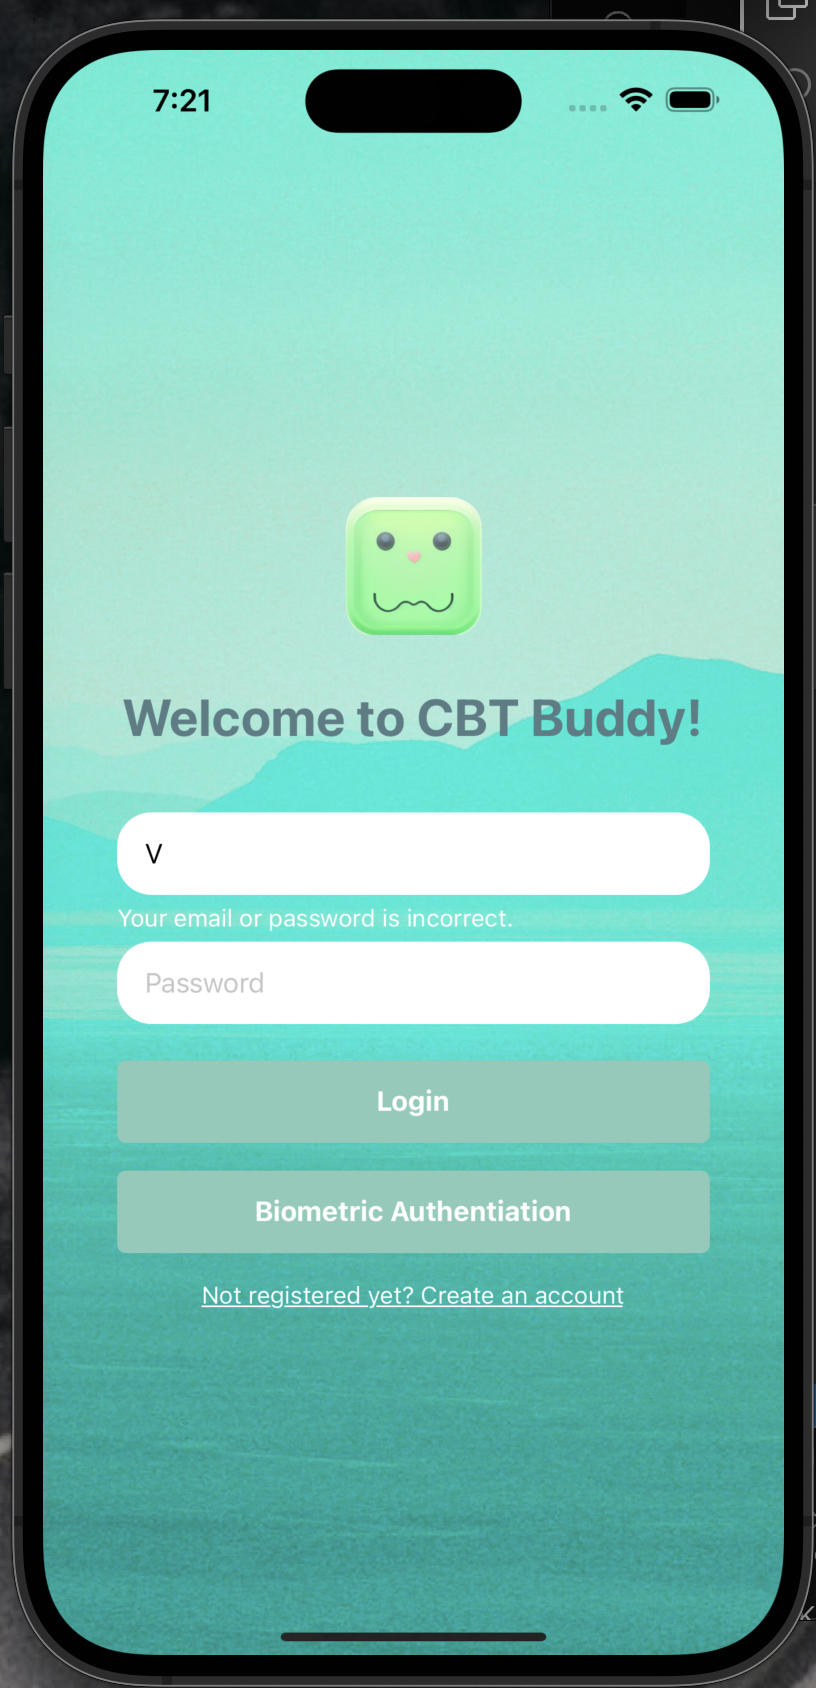 7:21
Welcome to CBT Buddy!
V
Your email or password is incorrect.
Password
Login
Biometric Authentiation
Not registered yet? Create an account